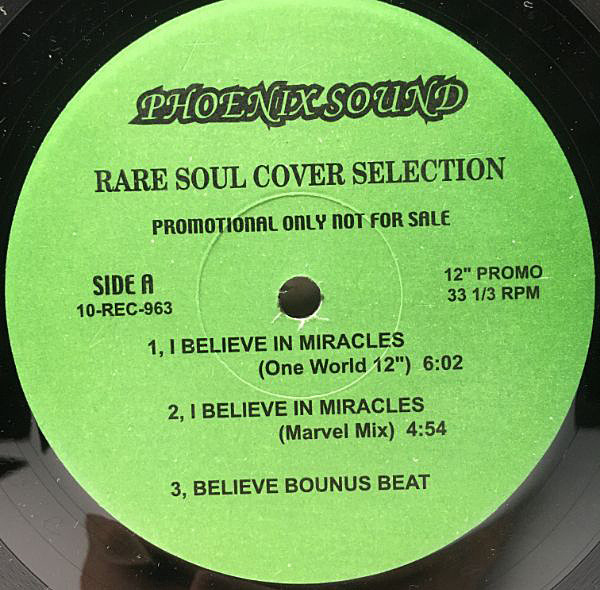 PHOENIX SOUND
RARE SOUL COVER SELECTION
PROMOTIONAL ONLY NOT FOR SALE
SIDE A
10-REC-963
12" PROMO
33 1/3 RPM
1, I BELIEVE IN MIRACLES
(One World 12") 6:02
2, I BELIEVE IN MIRACLES
(Marvel Mix) 4:54
3, BELIEVE BOUNUS BEAT